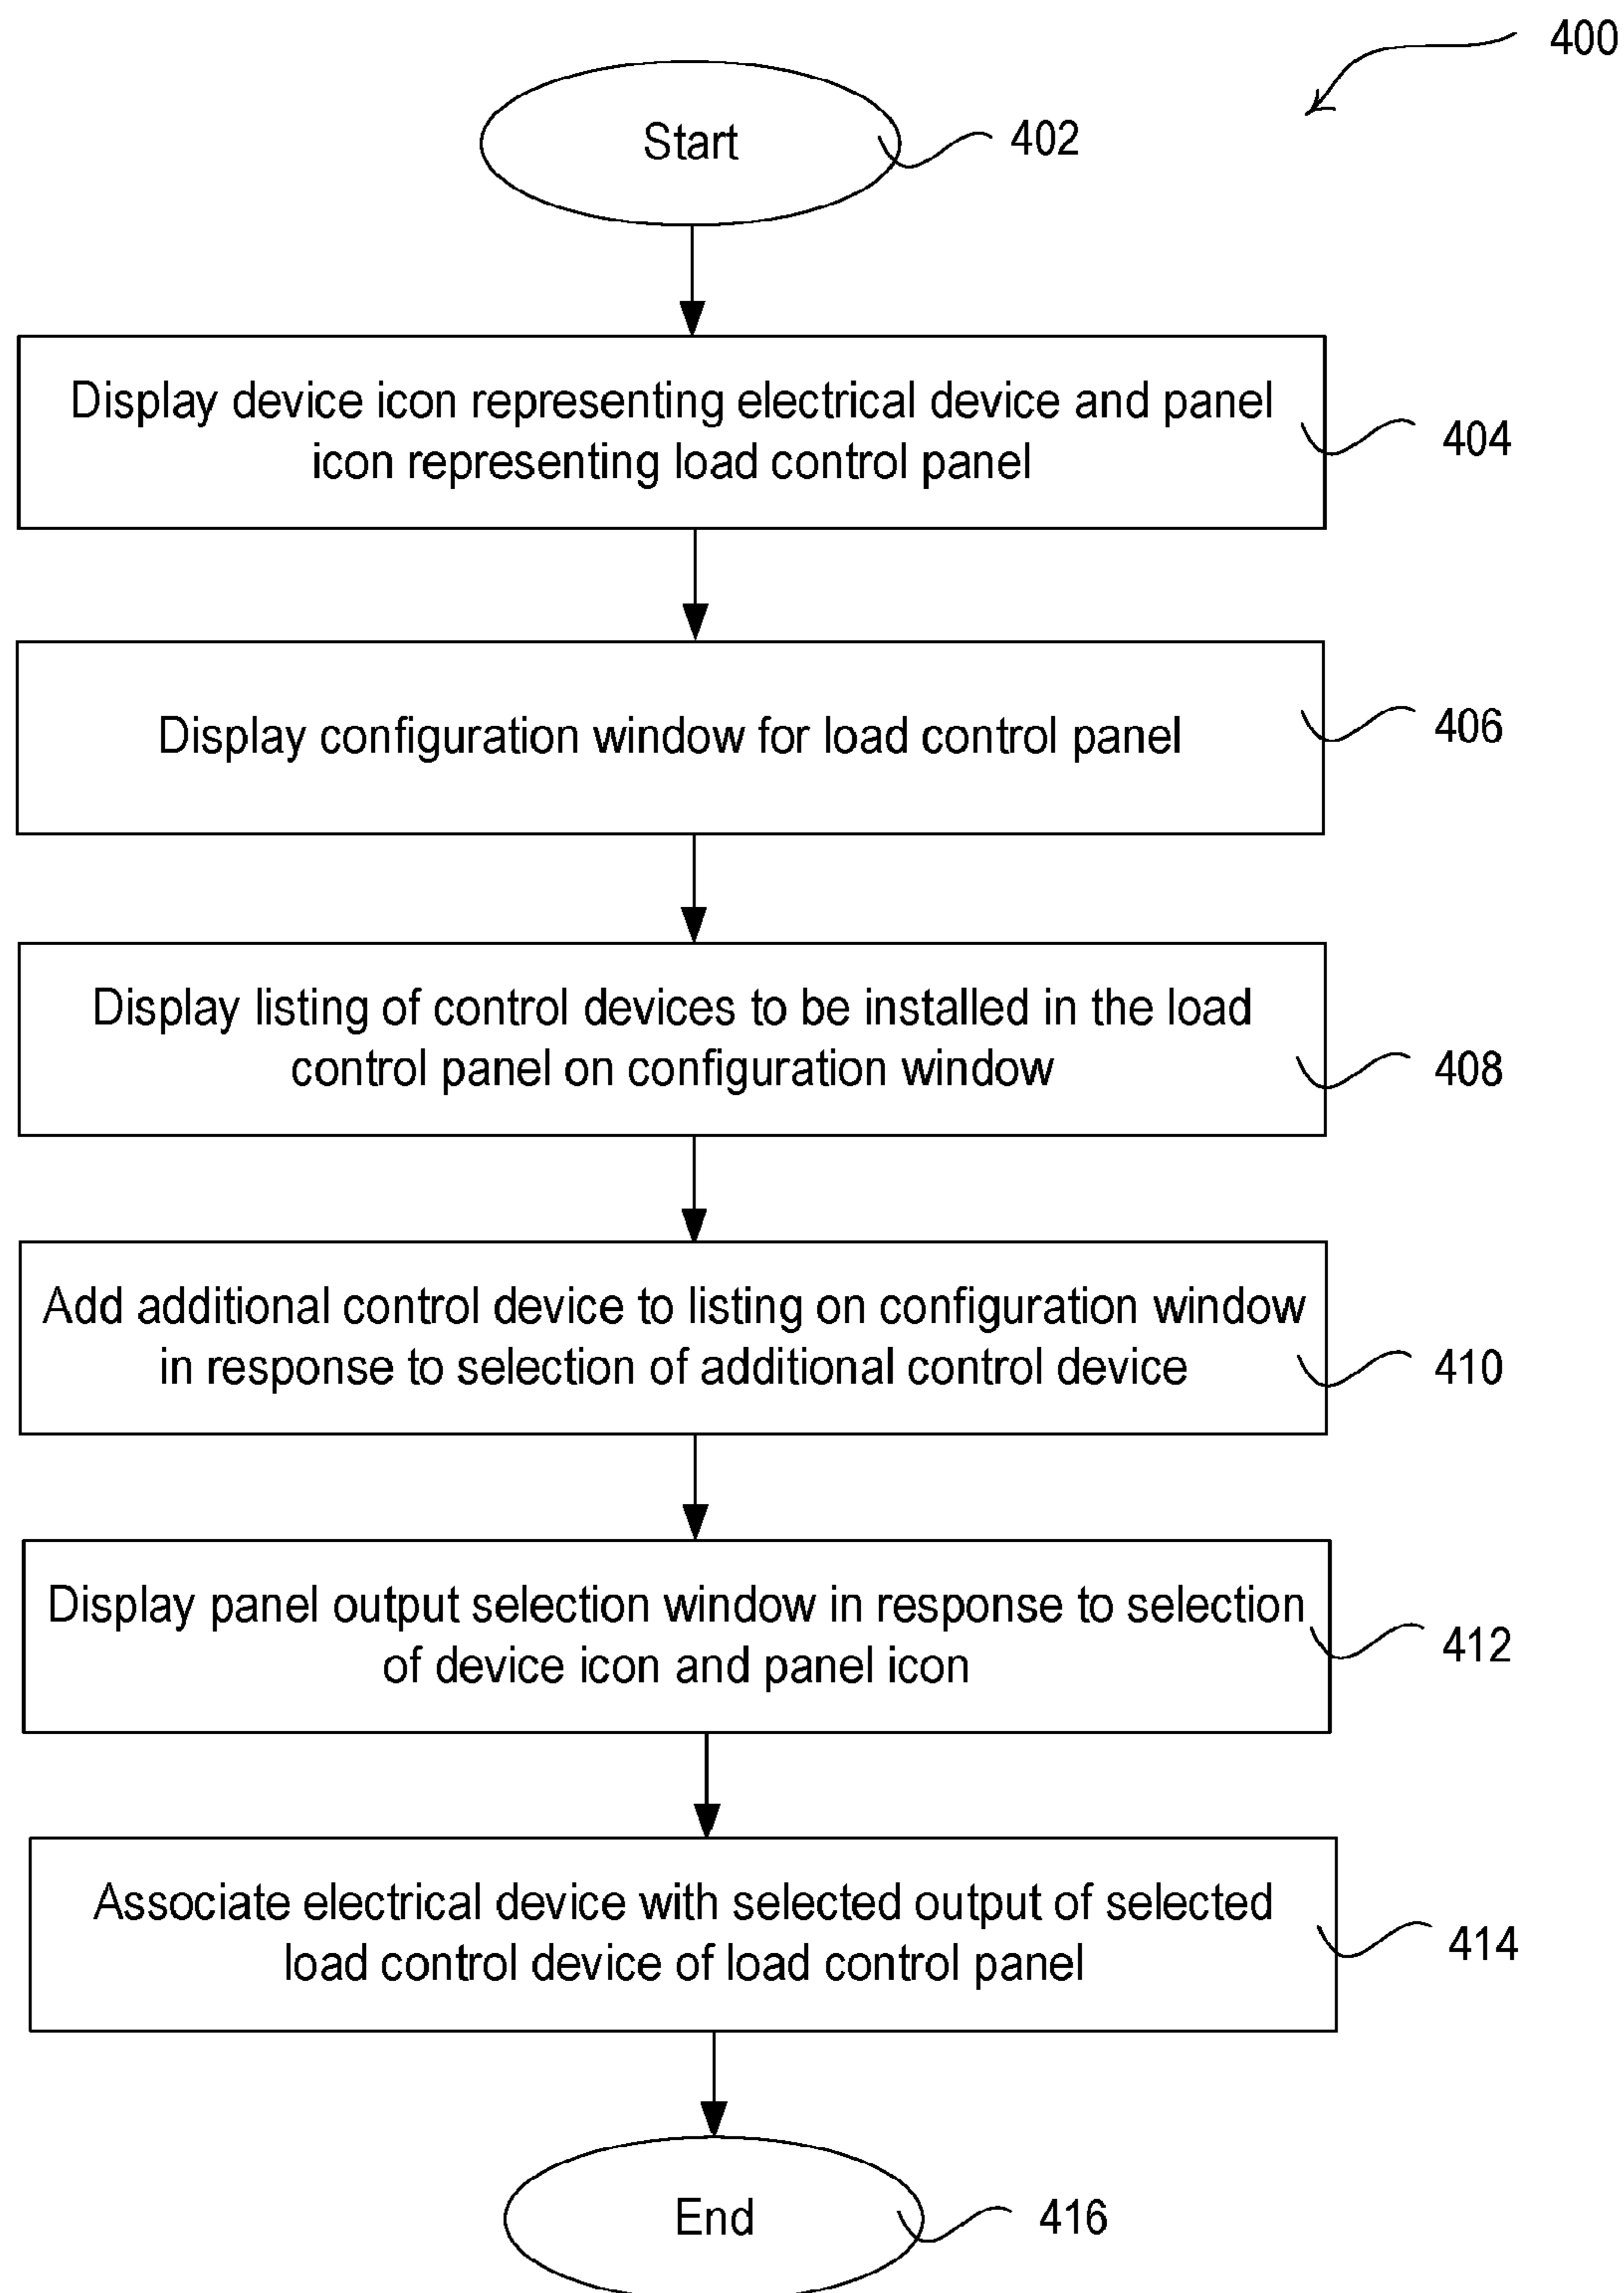 400
Start
402
Display device icon representing electrical device and panel
icon representing load control panel
404
Display configuration window for load control panel
406
Display listing of control devices to be installed in the load
control panel on configuration window
408
Add additional control device to listing on configuration window
in response to selection of additional control device
410
Display panel output selection window in response to selection
of device icon and panel icon
412
Associate electrical device with selected output of selected
load control device of load control panel
414
End
416